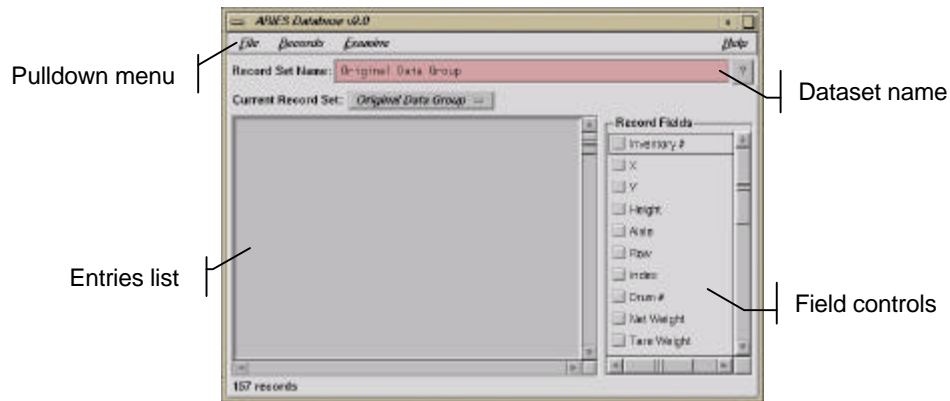 ARIES Database v9.0
File Records Examine Help
Pulldown menu
Record Set Name: Original Data Group ?
Dataset name
Current Record Set: Original Data Group
Record Fields
Inventory #
X
Y
Height
Aisle
Row
Index
Drum #
Net Weight
Tare Weight
Entries list
Field controls
157 records